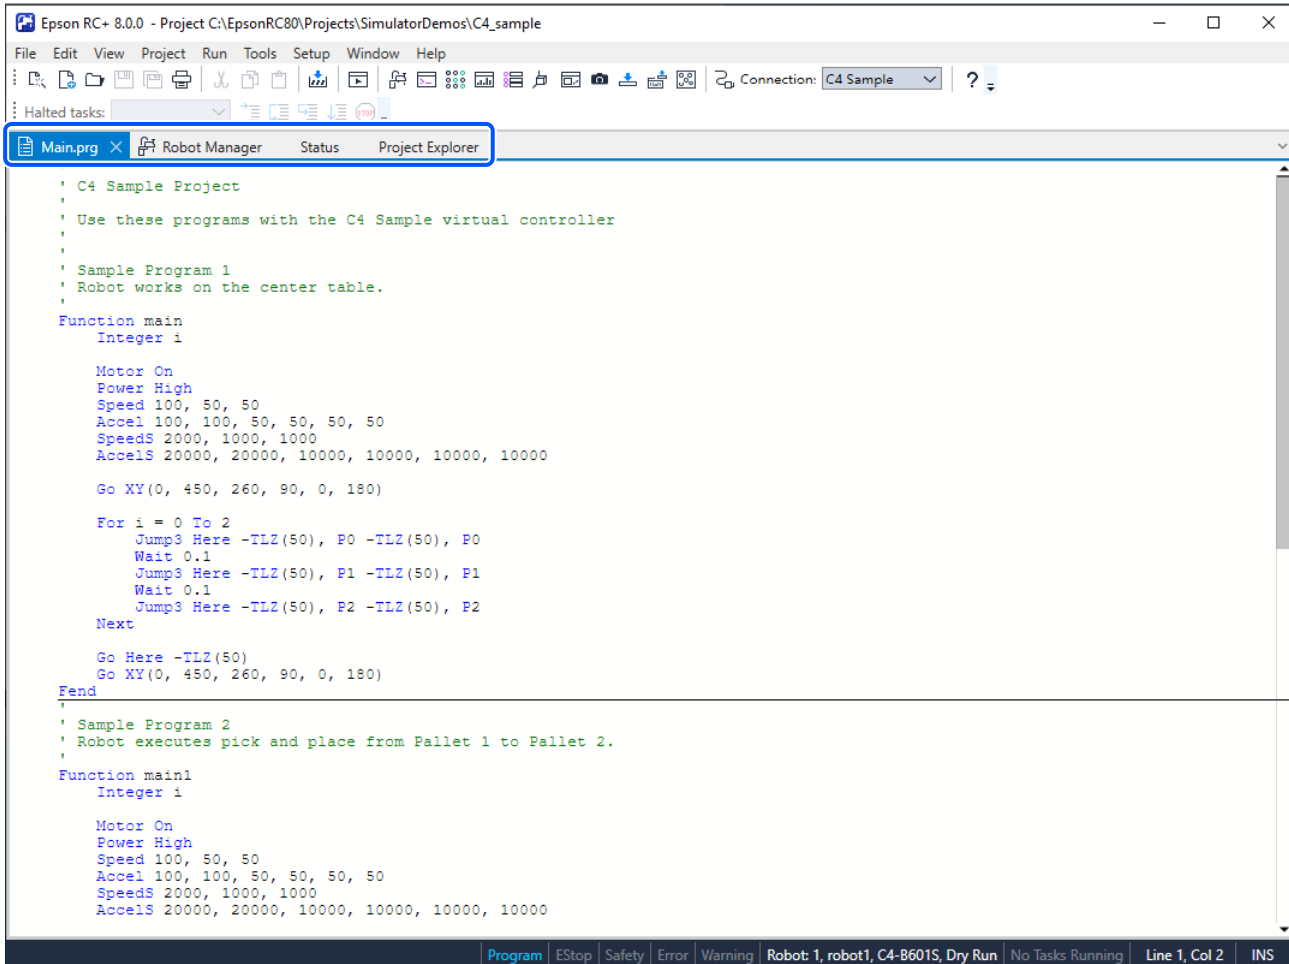 Epson RC+ 8.0.0 - Project C:\EpsonRC80\Projects\SimulatorDemos\C4_sample
File Edit View Project Run Tools Setup Window Help
Connection: C4 Sample ?
Halted tasks: STOP
Main.prg Robot Manager Status Project Explorer
' C4 Sample Project
'
' Use these programs with the C4 Sample virtual controller
'
'
' Sample Program 1
' Robot works on the center table.
'
Function main
Integer i
Motor On
Power High
Speed 100, 50, 50
Accel 100, 100, 50, 50, 50, 50
SpeedS 2000, 1000, 1000
AccelS 20000, 20000, 10000, 10000, 10000, 10000
Go XY(0, 450, 260, 90, 0, 180)
For i = 0 To 2
Jump3 Here -TLZ(50), P0 -TLZ(50), P0
Wait 0.1
Jump3 Here -TLZ(50), P1 -TLZ(50), P1
Wait 0.1
Jump3 Here -TLZ(50), P2 -TLZ(50), P2
Next
Go Here -TLZ(50)
Go XY(0, 450, 260, 90, 0, 180)
Fend
'
' Sample Program 2
' Robot executes pick and place from Pallet 1 to Pallet 2.
'
Function main1
Integer i
Motor On
Power High
Speed 100, 50, 50
Accel 100, 100, 50, 50, 50, 50
SpeedS 2000, 1000, 1000
AccelS 20000, 20000, 10000, 10000, 10000, 10000
Program EStop Safety Error Warning Robot: 1, robot1, C4-B601S, Dry Run No Tasks Running Line 1, Col 2 INS